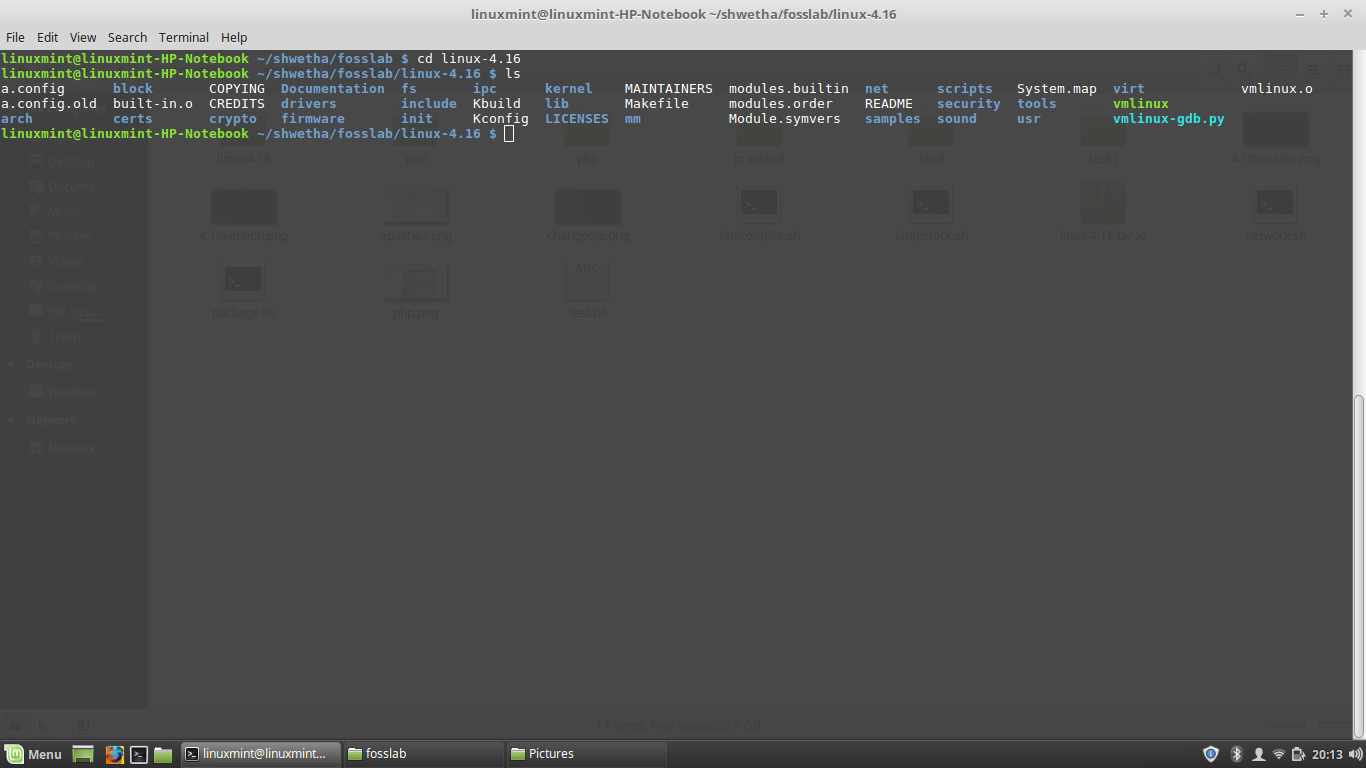 linuxmint@linuxmint-HP-Notebook ~/shwetha/fosslab/linux-4.16
File Edit View Search Terminal Help
linuxmint@linuxmint-HP-Notebook ~/shwetha/fosslab $ cd linux-4.16
linuxmint@linuxmint-HP-Notebook ~/shwetha/fosslab/linux-4.16 $ ls
a.config block COPYING Documentation fs ipc kernel MAINTAINERS modules.builtin net scripts System.map virt vmlinux.o
a.config.old built-in.o CREDITS drivers include Kbuild lib Makefile modules.order README security tools vmlinux
arch certs crypto firmware init Kconfig LICENSES mm Module.symvers samples sound usr vmlinux-gdb.py
linuxmint@linuxmint-HP-Notebook ~/shwetha/fosslab/linux-4.16 $
Desktop linux-4.16 perl php pracshell shell task1 4.10version.png
Docume...
Music
Pictures 4.16version.png apache2.png changedip.png krnlcompile.sh lampstack.sh linux-4.16.tar.xz network.sh
Videos
ABC
Downloa...
File Syst... package.sh php.png test.txt
Trash
Devices
Windows
Network
Network
17 items, Free space: 26.4 GB
Menu linuxmint@linuxmint... fosslab Pictures 20:13